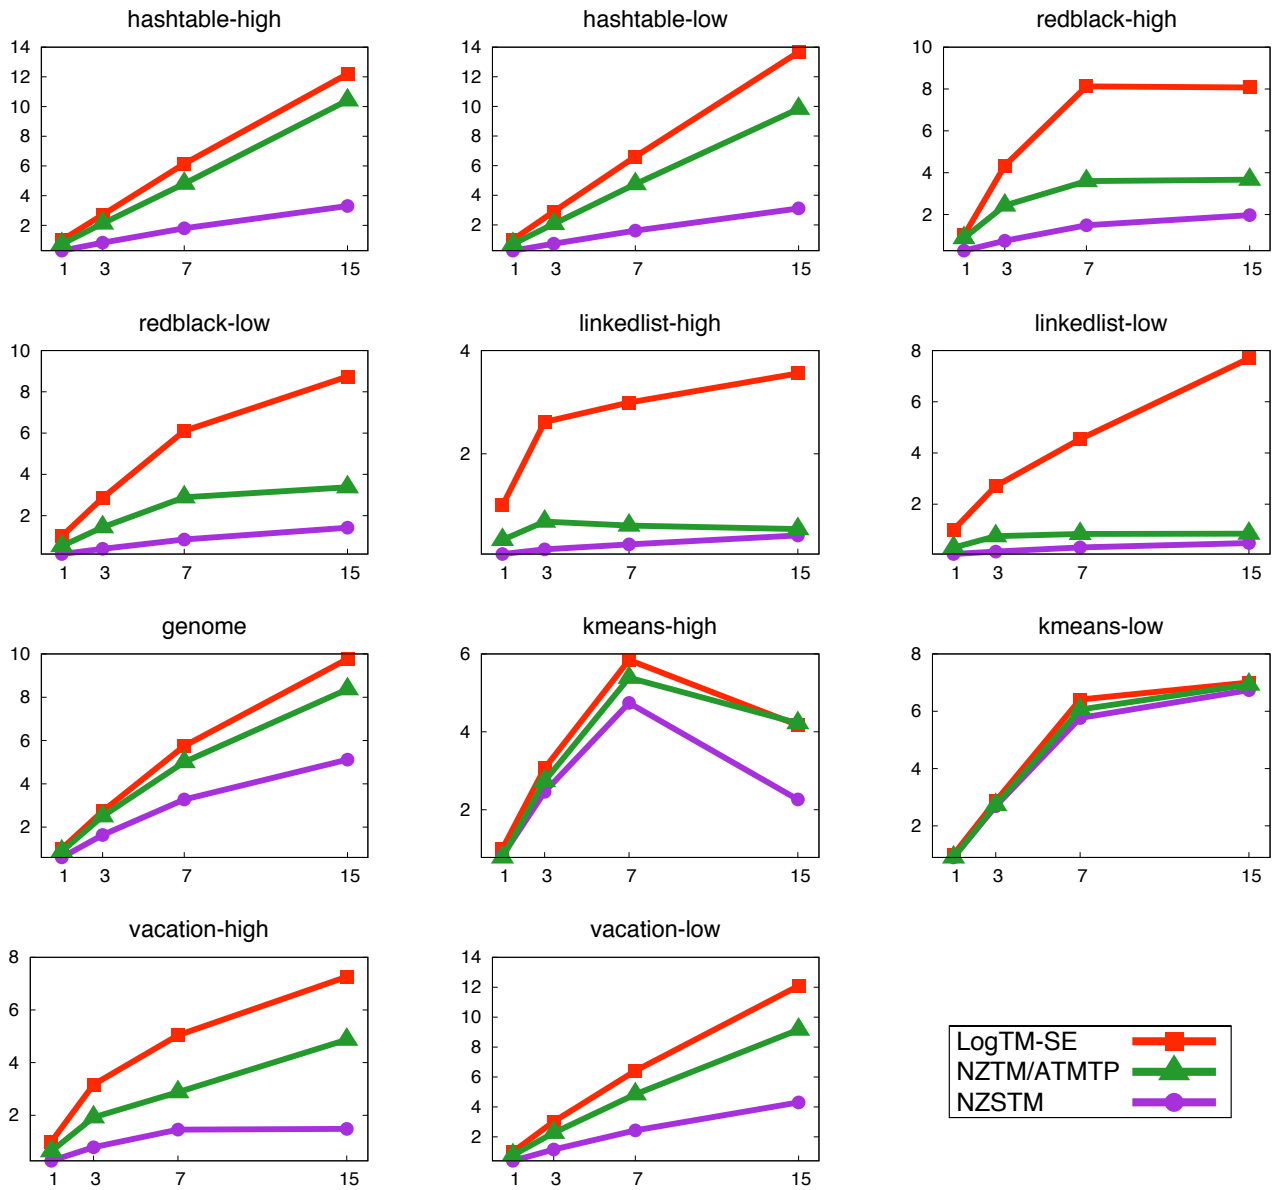 hashtable-high
14
12
10
8
6
4
2
1 3 7 15
hashtable-low
14
12
10
8
6
4
2
1 3 7 15
redblack-high
10
8
6
4
2
1 3 7 15
redblack-low
10
8
6
4
2
1 3 7 15
linkedlist-high
4
2
1 3 7 15
linkedlist-low
8
6
4
2
1 3 7 15
genome
10
8
6
4
2
1 3 7 15
kmeans-high
6
4
2
1 3 7 15
kmeans-low
8
6
4
2
1 3 7 15
vacation-high
8
6
4
2
1 3 7 15
vacation-low
14
12
10
8
6
4
2
1 3 7 15
LogTM-SE
NZTM/ATMTP
NZSTM